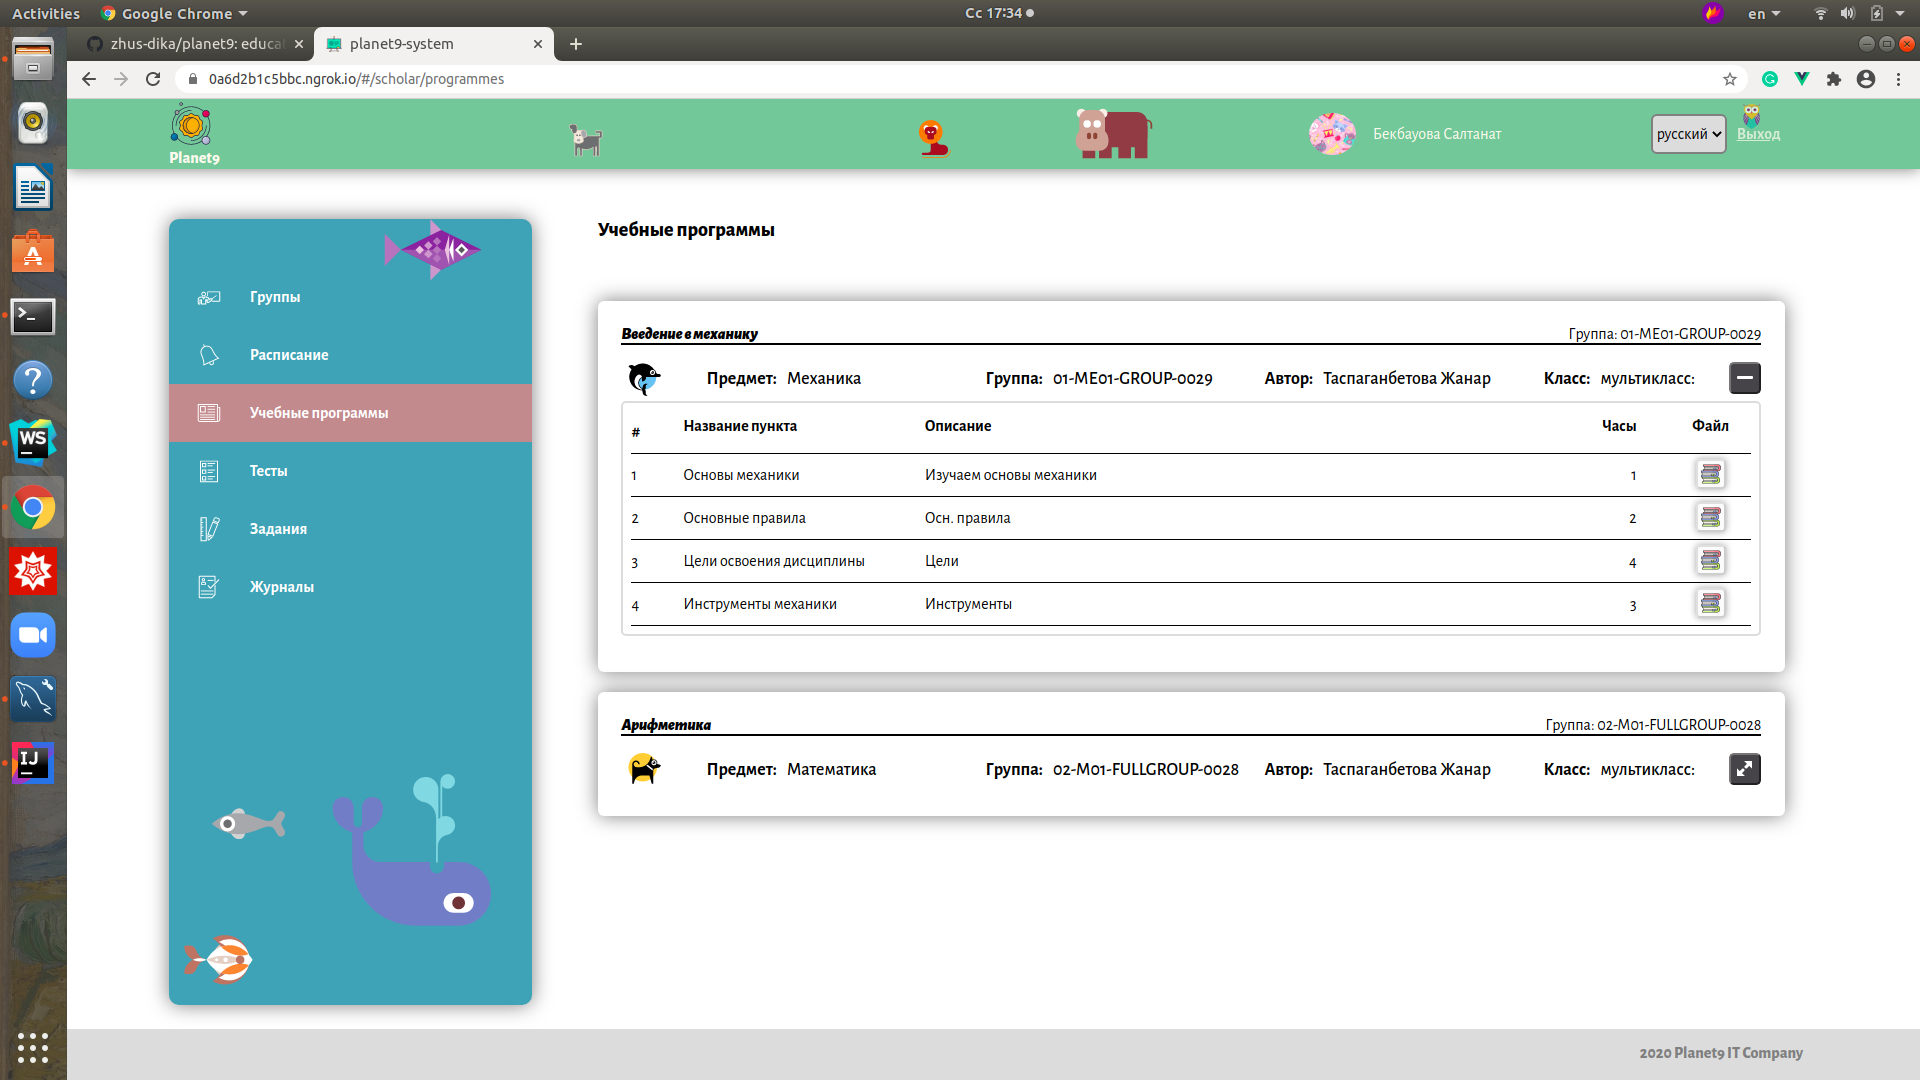 Activities Google Chrome Сс 17:34 en
zhus-dika/planet9: educat planet9-system
0a6d2b1c5bbc.ngrok.io/#/scholar/programmes
Planet9 Бекбауова Салтанат русский Выход
Учебные программы
Группы
Расписание
Учебные программы
Тесты
Задания
Журналы
Введение в механику Группа: 01-ME01-GROUP-0029
Предмет: Механика Группа: 01-ME01-GROUP-0029 Автор: Таспаганбетова Жанар Класс: мультикласс:
# Название пункта Описание Часы Файл
1 Основы механики Изучаем основы механики 1
2 Основные правила Осн. правила 2
3 Цели освоения дисциплины Цели 4
4 Инструменты механики Инструменты 3
Арифметика Группа: 02-M01-FULLGROUP-0028
Предмет: Математика Группа: 02-M01-FULLGROUP-0028 Автор: Таспаганбетова Жанар Класс: мультикласс:
WS
IJ
2020 Planet9 IT Company